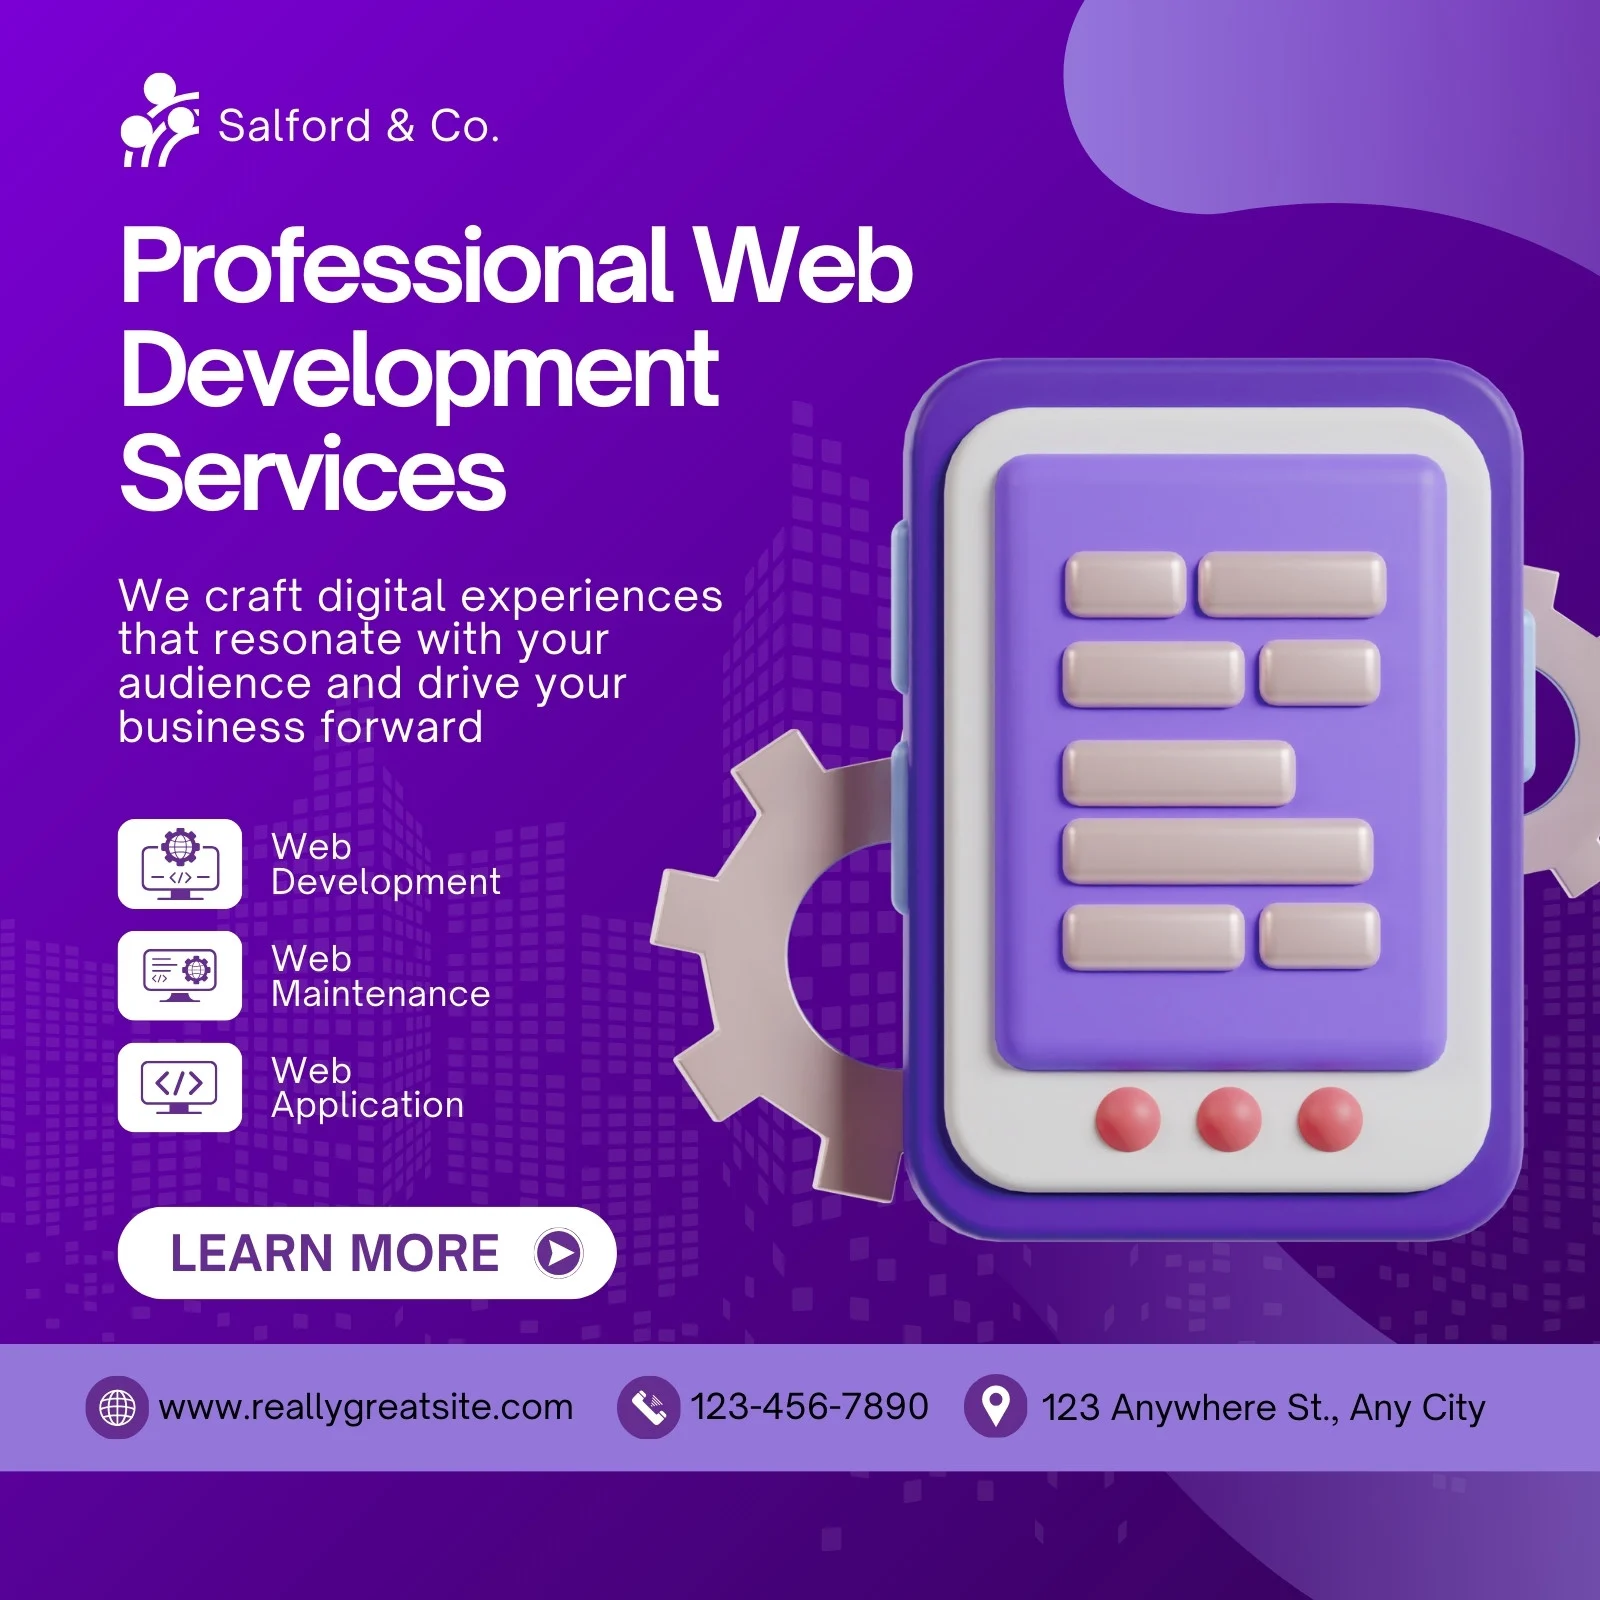 Salford & Co.
Professional Web
Development
Services
We craft digital experiences
that resonate with your
audience and drive your
business forward
Web
Development
Web
Maintenance
Web
Application
LEARN MORE
www.reallygreatsite.com
123-456-7890
123 Anywhere St., Any City